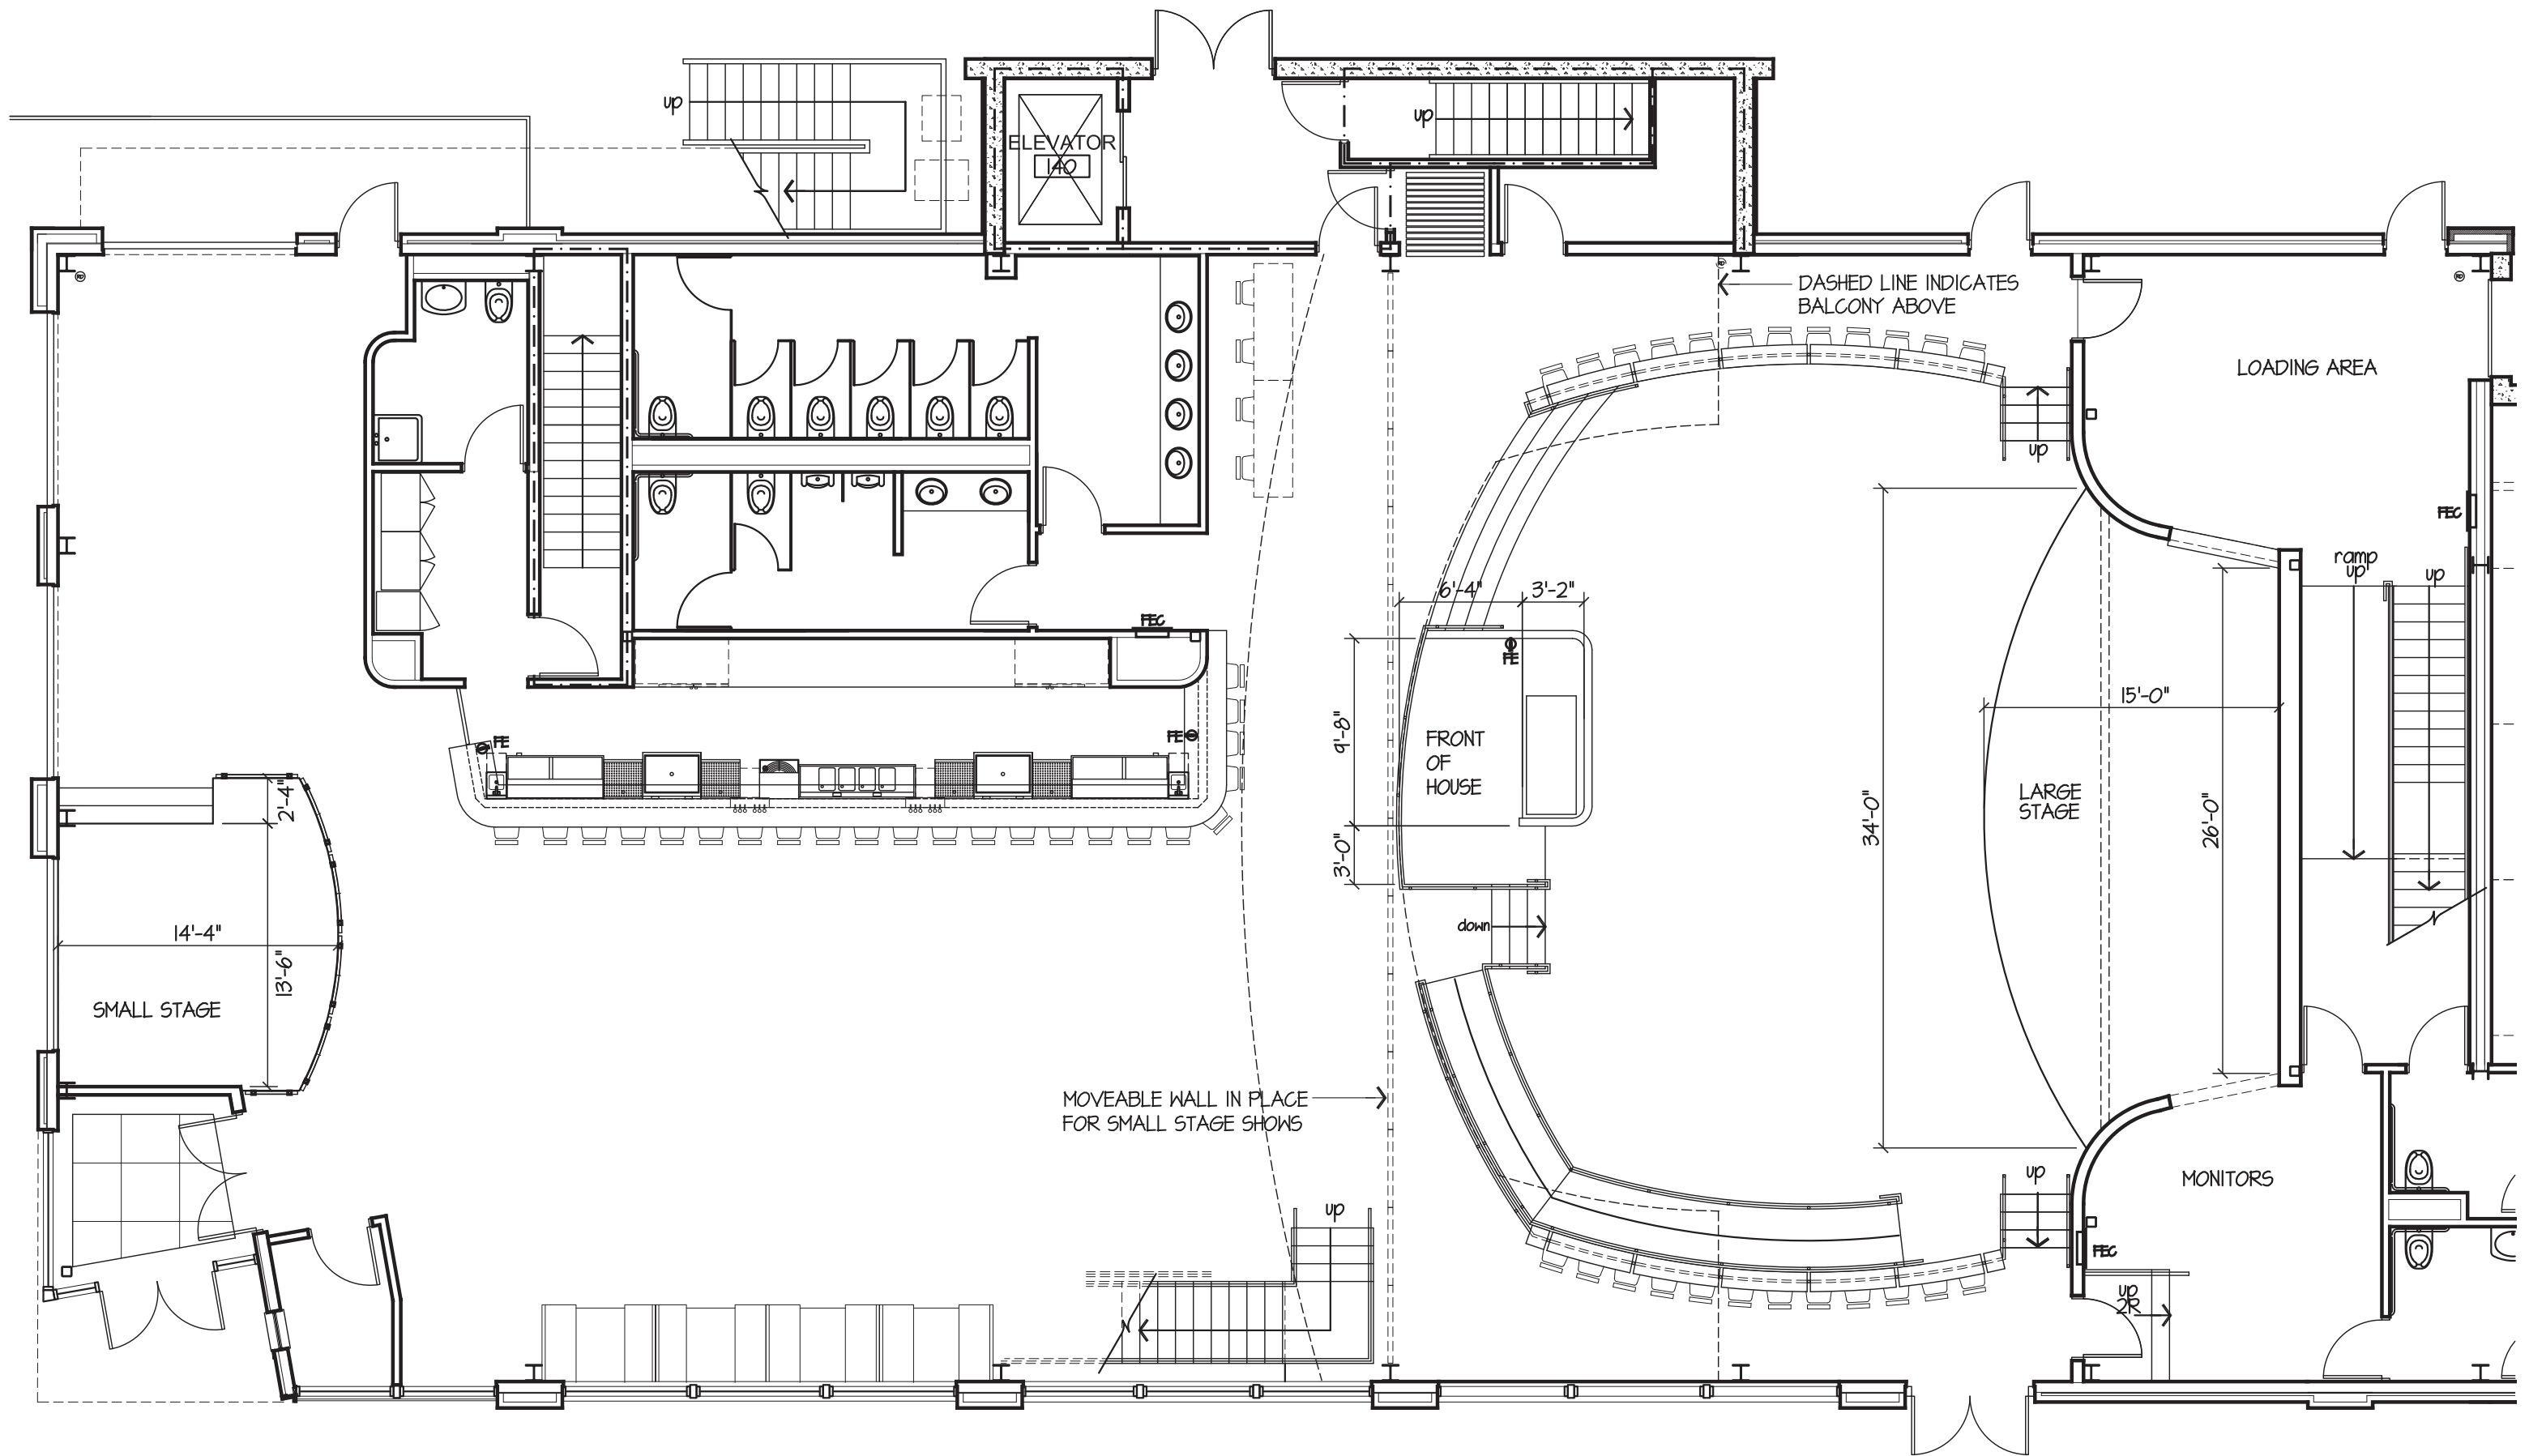 up
ELEVATOR
140
up
DASHED LINE INDICATES
BALCONY ABOVE
LOADING AREA
up
FEC
ramp
up
up
6'-4"
3'-2"
FEC
FE
15'-0"
FE
FE
9'-8"
FRONT
OF
HOUSE
2'-4"
LARGE
STAGE
34'-0"
26'-0"
3'-0"
14'-4"
down
13'-6"
SMALL STAGE
MOVEABLE WALL IN PLACE
FOR SMALL STAGE SHOWS
up
MONITORS
up
FEC
up
2R